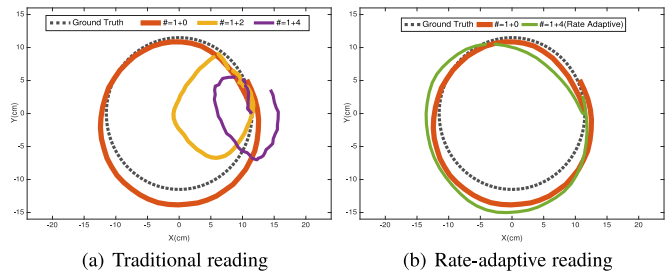 Ground Truth #=1+0 #=1+2 #=1+4
Y(cm)
15
10
5
0
-5
-10
-15
-20 -15 -10 -5 0 5 10 15 20
X(cm)
(a) Traditional reading
Ground Truth #=1+0 #=1+4(Rate Adaptive)
Y(cm)
15
10
5
0
-5
-10
-15
-20 -15 -10 -5 0 5 10 15 20
X(cm)
(b) Rate-adaptive reading